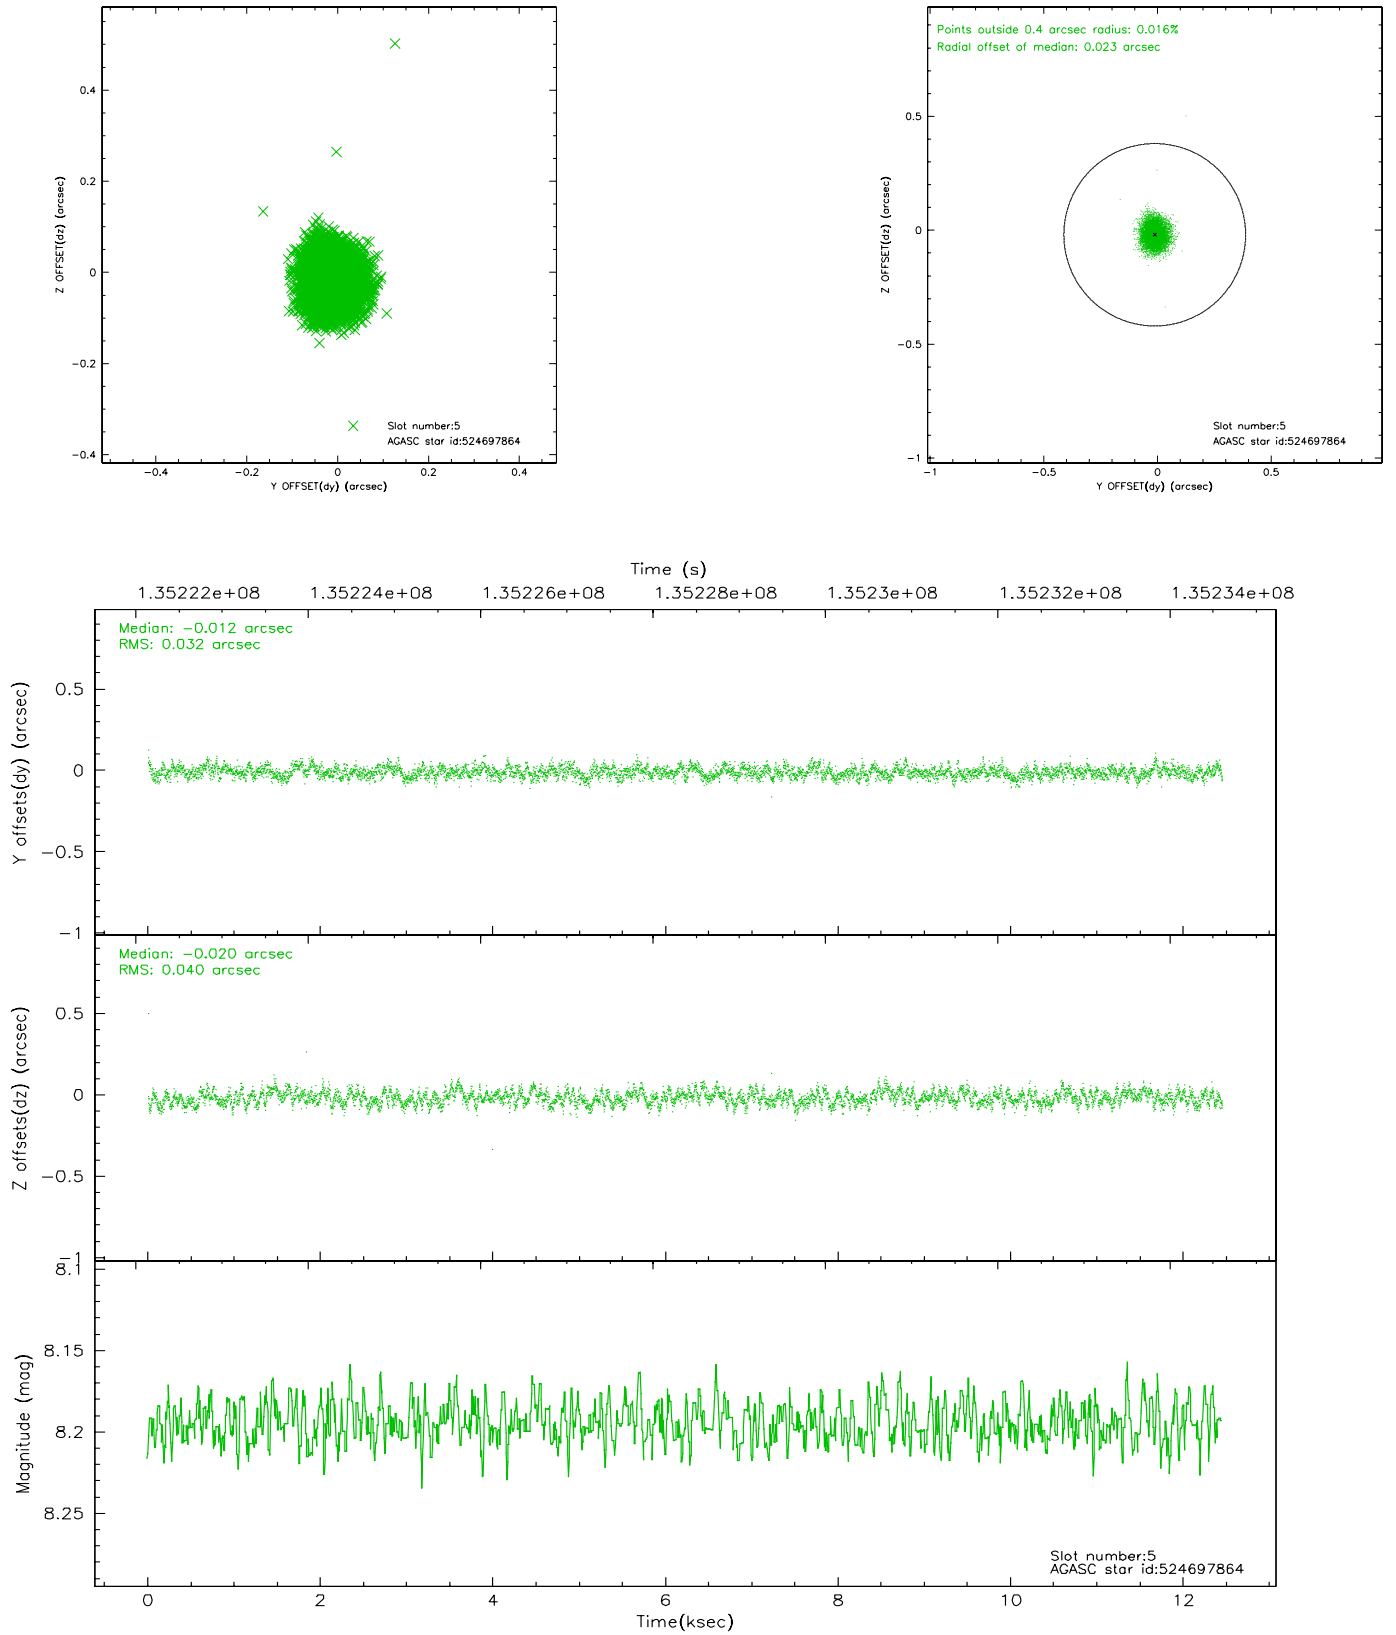 0.4
0.2
0
−0.2
−0.4
Z OFFSET(dz) (arcsec)
Slot number:5
AGASC star id:524697864
−0.4 −0.2 0 0.2 0.4
Y OFFSET(dy) (arcsec)
Points outside 0.4 arcsec radius: 0.016%
Radial offset of median: 0.023 arcsec
0.5
0
−0.5
−1
Z OFFSET(dz) (arcsec)
Slot number:5
AGASC star id:524697864
−1 −0.5 0 0.5
Y OFFSET(dy) (arcsec)
Time (s)
1.35222e+08 1.35224e+08 1.35226e+08 1.35228e+08 1.3523e+08 1.35232e+08 1.35234e+08
Median: −0.012 arcsec
RMS: 0.032 arcsec
0.5
0
−0.5
−1
Y offsets(dy) (arcsec)
Median: −0.020 arcsec
RMS: 0.040 arcsec
0.5
0
−0.5
−1
Z offsets(dz) (arcsec)
8.1
8.15
8.2
8.25
Magnitude (mag)
Slot number:5
AGASC star id:524697864
0 2 4 6 8 10 12
Time(ksec)